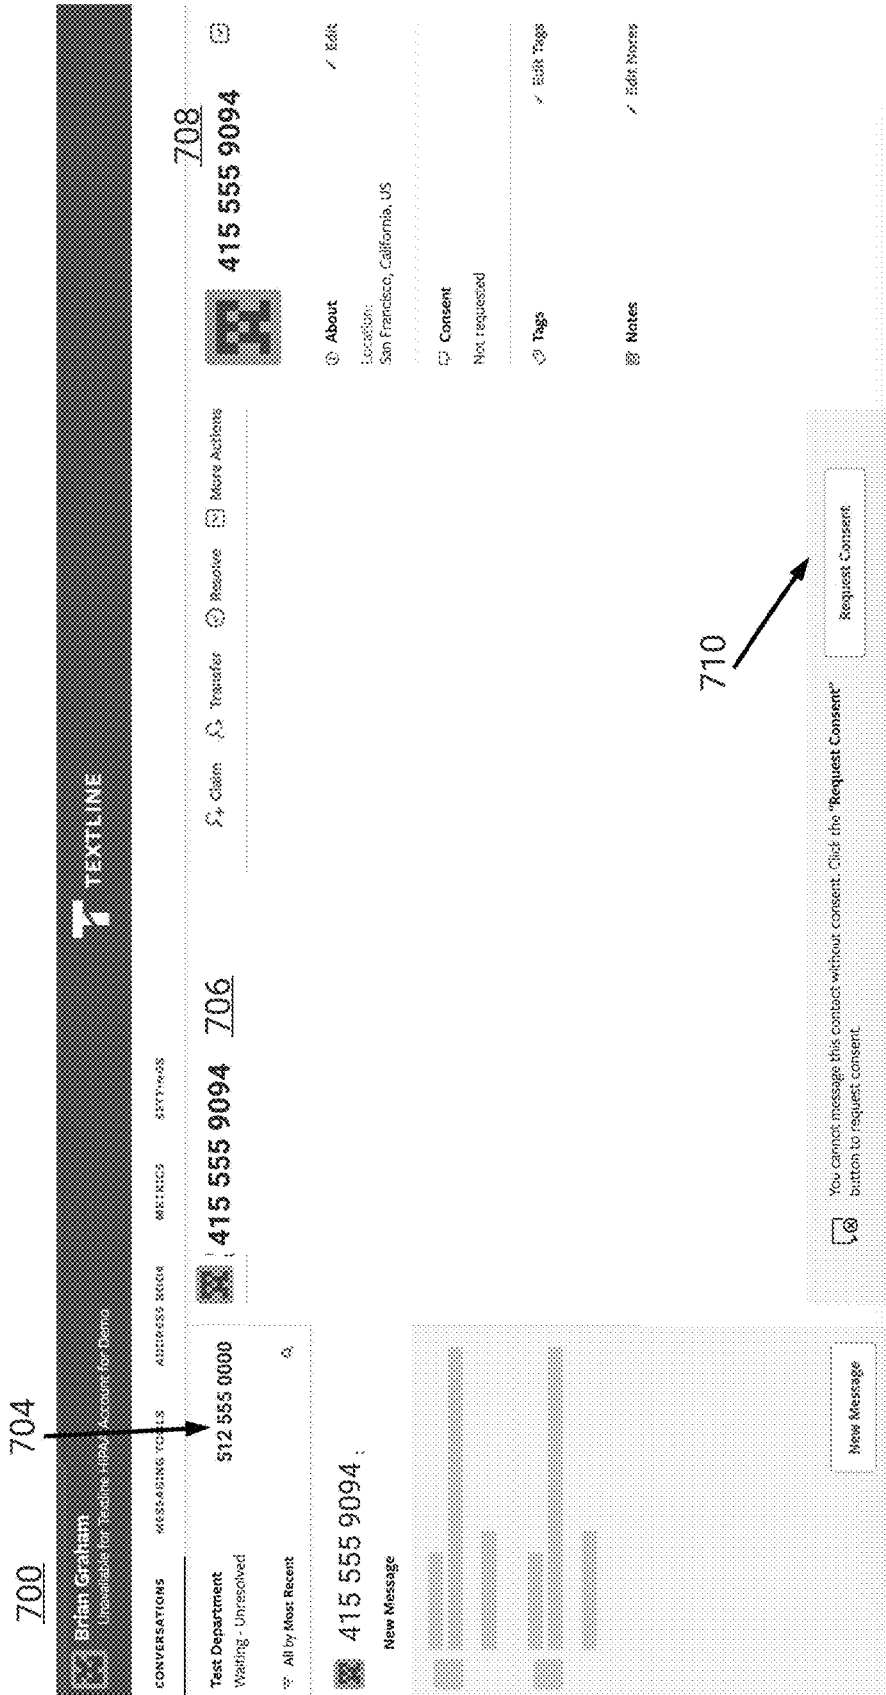 700
704
Brian Graham
Unavailable for Textline HIPAA Account for Demo
TEXTLINE
CONVERSATIONS
MESSAGING TOOLS
ADDRESS BOOK
METRICS
SETTINGS
Test Department
512 555 0000
Waiting - Unresolved
All by Most Recent
415 555 9094
New Message
New Message
415 555 9094
706
Claim
Transfer
Resolve
More Actions
710
You cannot message this contact without consent. Click the "Request Consent"
button to request consent.
Request Consent
708
415 555 9094
About
Edit
Location:
San Francisco, California, US
Consent
Not requested
Tags
Edit Tags
Notes
Edit Notes